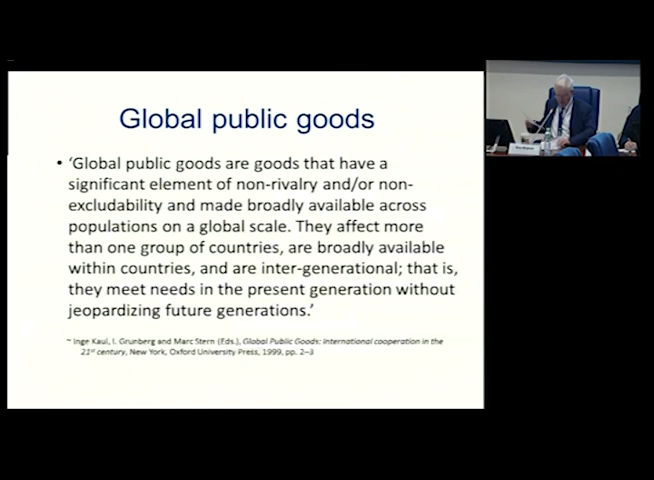 Global public goods
• ‘Global public goods are goods that have a
significant element of non-rivalry and/or non-
excludability and made broadly available across
populations on a global scale. They affect more
than one group of countries, are broadly available
within countries, and are inter-generational; that is,
they meet needs in the present generation without
jeopardizing future generations.’
~ Inge Kaul, I. Grunberg and Marc Stern (Eds.), Global Public Goods: International cooperation in the
21st century, New York, Oxford University Press, 1999, pp. 2–3